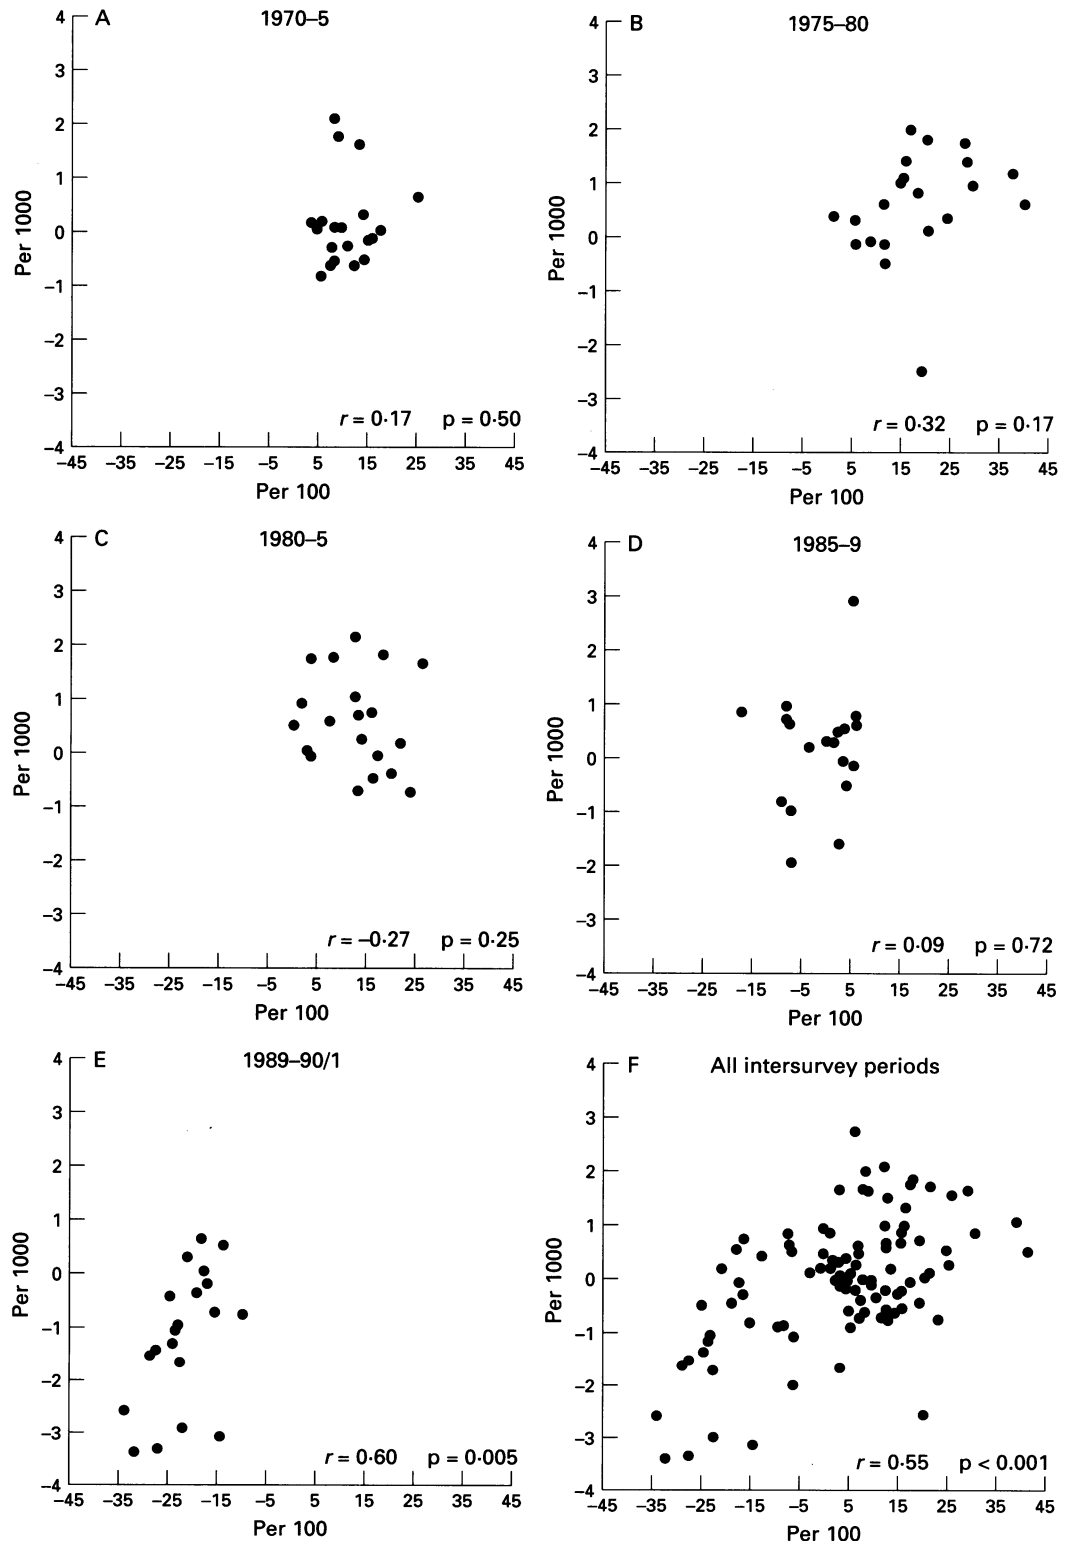 A 1970–5
4
3
2
1
0
–1
–2
–3
–4
Per 1000
r = 0·17 p = 0·50
–45 –35 –25 –15 –5 5 15 25 35 45
Per 100
B 1975–80
4
3
2
1
0
–1
–2
–3
–4
Per 1000
r = 0·32 p = 0·17
–45 –35 –25 –15 –5 5 15 25 35 45
Per 100
C 1980–5
4
3
2
1
0
–1
–2
–3
–4
Per 1000
r = –0·27 p = 0·25
–45 –35 –25 –15 –5 5 15 25 35 45
Per 100
D 1985–9
4
3
2
1
0
–1
–2
–3
–4
Per 1000
r = 0·09 p = 0·72
–45 –35 –25 –15 –5 5 15 25 35 45
Per 100
E 1989–90/1
4
3
2
1
0
–1
–2
–3
–4
Per 1000
r = 0·60 p = 0·005
–45 –35 –25 –15 –5 5 15 25 35 45
Per 100
F All intersurvey periods
4
3
2
1
0
–1
–2
–3
–4
Per 1000
r = 0·55 p < 0·001
–45 –35 –25 –15 –5 5 15 25 35 45
Per 100